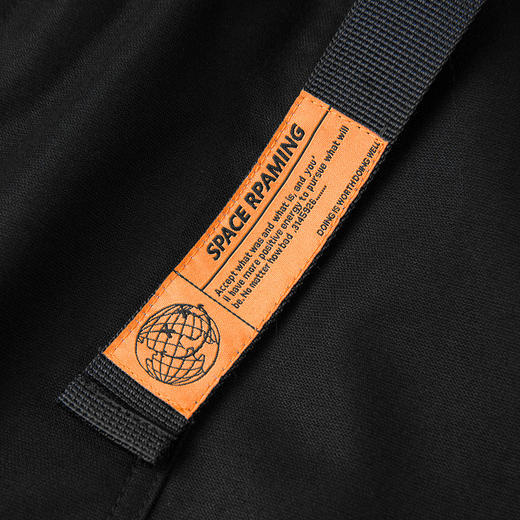 SPACE RPAMING
Accept what was and what is, and you'
ll have more positive energy to pursue what will
be. No matter how bad .3145926......
DOING IS WORTH DOING WELL!